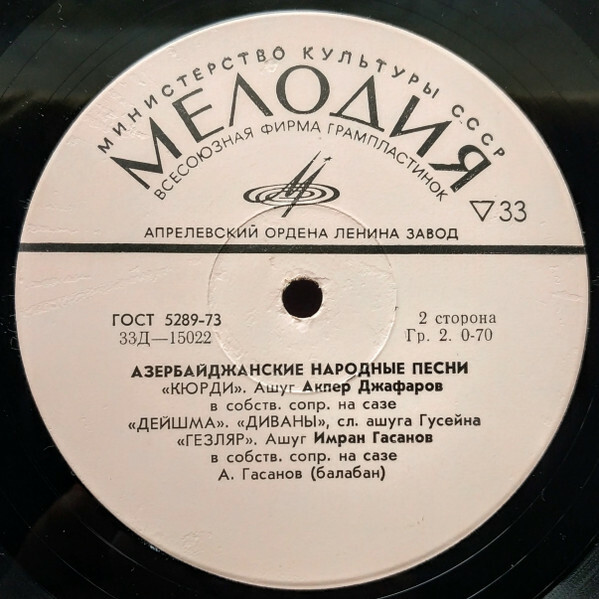 МИНИСТЕРСТВО КУЛЬТУРЫ СССР
МЕЛОДИЯ
ВСЕСОЮЗНАЯ ФИРМА ГРАМПЛАСТИНОК
▽33
АПРЕЛЕВСКИЙ ОРДЕНА ЛЕНИНА ЗАВОД
ГОСТ 5289-73
2 сторона
33Д—15022
Гр. 2. 0-70
АЗЕРБАЙДЖАНСКИЕ НАРОДНЫЕ ПЕСНИ
«КЮРДИ». Ашуг Акпер Джафаров
в собств. сопр. на сазе
«ДЕЙШМА». «ДИВАНЫ», сл. ашуга Гусейна
«ГЕЗЛЯР». Ашуг Имран Гасанов
в собств. сопр. на сазе
А. Гасанов (балабан)